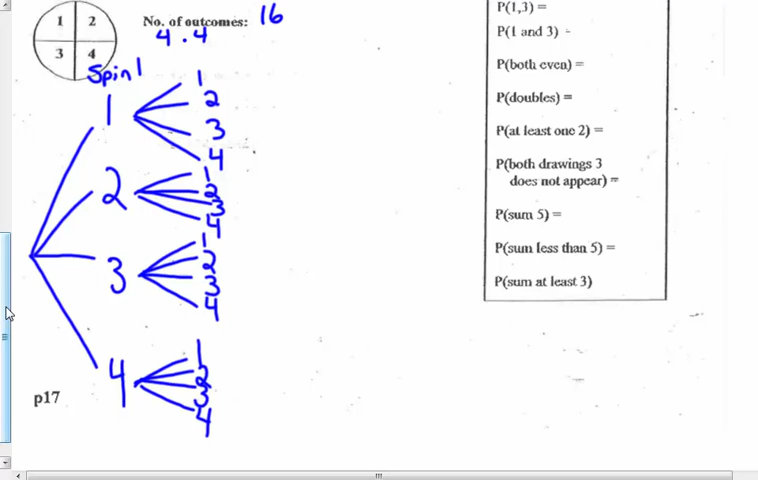 1 2
3 4
No. of outcomes: 16
4 . 4
Spin 1
1
1
2
3
4
2
1
2
3
4
3
1
2
3
4
4
1
2
3
4
p17
P(1,3) =
P(1 and 3) -
P(both even) =
P(doubles) =
P(at least one 2) =
P(both drawings 3
does not appear) =
P(sum 5) =
P(sum less than 5) =
P(sum at least 3)